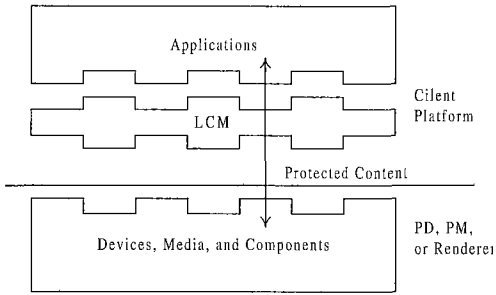 Applications
Cilent
Platform
LCM
Protected Content
PD, PM,
or Renderer
Devices, Media, and Components